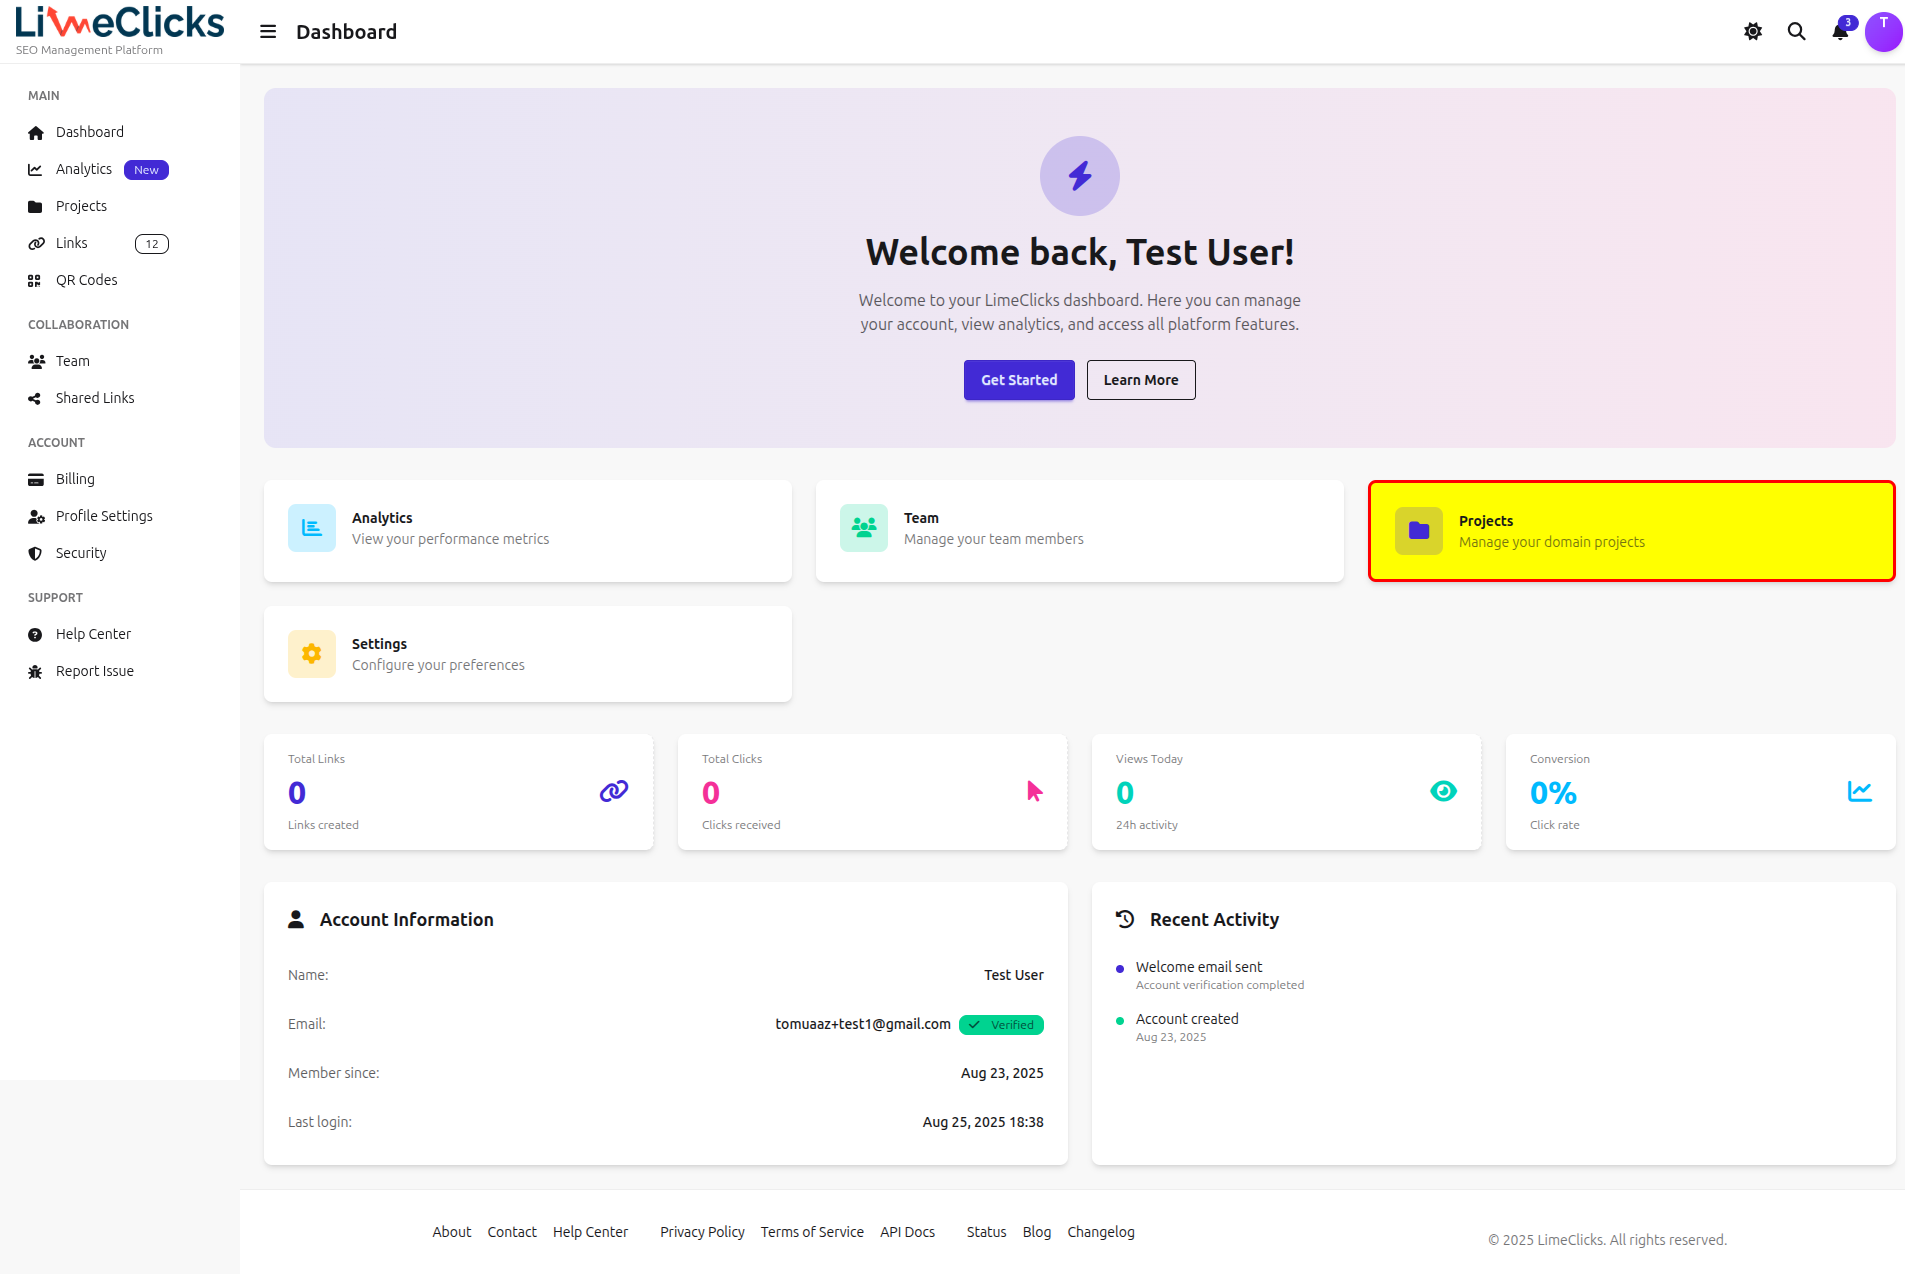 LimeClicks
SEO Management Platform
Dashboard
3
T
MAIN
Dashboard
Analytics New
Projects
Links 12
QR Codes
COLLABORATION
Team
Shared Links
ACCOUNT
Billing
Profile Settings
Security
SUPPORT
Help Center
Report Issue
Welcome back, Test User!
Welcome to your LimeClicks dashboard. Here you can manage
your account, view analytics, and access all platform features.
Get Started Learn More
Analytics
View your performance metrics
Team
Manage your team members
Projects
Manage your domain projects
Settings
Configure your preferences
Total Links
0
Links created
Total Clicks
0
Clicks received
Views Today
0
24h activity
Conversion
0%
Click rate
Account Information
Name: Test User
Email: tomuaaz+test1@gmail.com Verified
Member since: Aug 23, 2025
Last login: Aug 25, 2025 18:38
Recent Activity
Welcome email sent
Account verification completed
Account created
Aug 23, 2025
About Contact Help Center Privacy Policy Terms of Service API Docs Status Blog Changelog
© 2025 LimeClicks. All rights reserved.